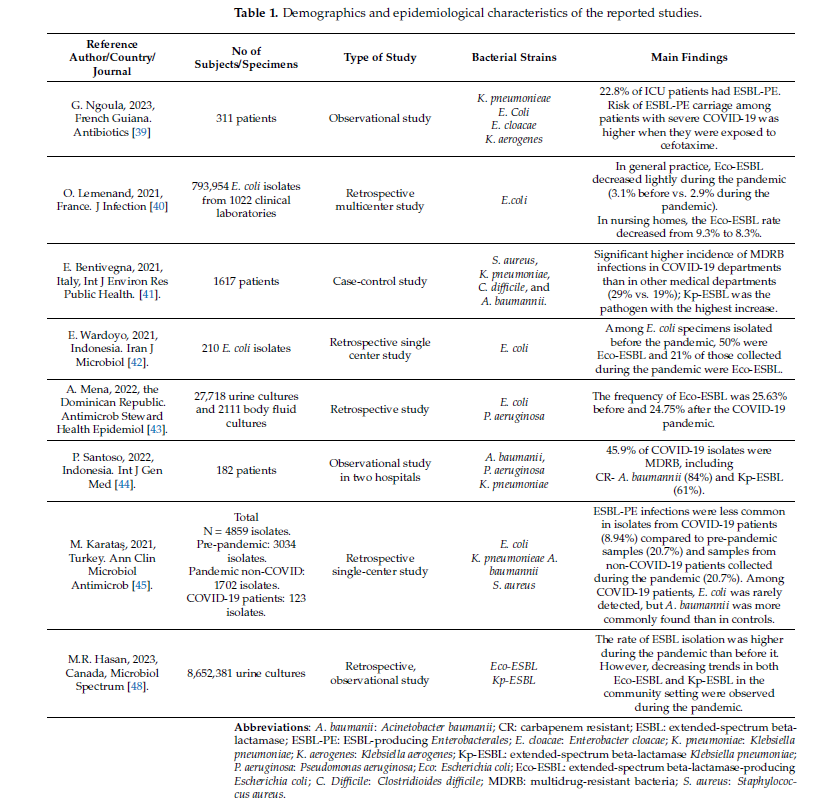 Table 1. Demographics and epidemiological characteristics of the reported studies.
Reference
Author/Country/
Journal
No of
Subjects/Specimens
Type of Study
Bacterial Strains
Main Findings
G. Ngoula, 2023,
French Guiana.
Antibiotics [39]
311 patients
Observational study
K. pneumonieae
E. Coli
E. cloacae
K. aerogenes
22.8% of ICU patients had ESBL-PE.
Risk of ESBL-PE carriage among
patients with severe COVID-19 was
higher when they were exposed to
cefotaxime.
O. Lemenand, 2021,
France. J Infection [40]
793,954 E. coli isolates
from 1022 clinical
laboratories
Retrospective
multicenter study
E.coli
In general practice, Eco-ESBL
decreased lightly during the pandemic
(3.1% before vs. 2.9% during the
pandemic).
In nursing homes, the Eco-ESBL rate
decreased from 9.3% to 8.3%.
E. Bentivegna, 2021,
Italy, Int J Environ Res
Public Health. [41].
1617 patients
Case-control study
S. aureus,
K. pneumoniae,
C. difficile, and
A. baumannii.
Significant higher incidence of MDRB
infections in COVID-19 departments
than in other medical departments
(29% vs. 19%); Kp-ESBL was the
pathogen with the highest increase.
E. Wardoyo, 2021,
Indonesia. Iran J
Microbiol [42].
210 E. coli isolates
Retrospective single
center study
E. coli
Among E. coli specimens isolated
before the pandemic, 50% were
Eco-ESBL and 21% of those collected
during the pandemic were Eco-ESBL.
A. Mena, 2022, the
Dominican Republic.
Antimicrob Steward
Health Epidemiol [43].
27,718 urine cultures
and 2111 body fluid
cultures
Retrospective study
E. coli
P. aeruginosa
The frequency of Eco-ESBL was 25.63%
before and 24.75% after the COVID-19
pandemic.
P. Santoso, 2022,
Indonesia. Int J Gen
Med [44].
182 patients
Observational study
in two hospitals
A. baumanii,
P. aeruginosa
K. pneumoniae
45.9% of COVID-19 isolates were
MDRB, including
CR- A. baumannii (84%) and Kp-ESBL
(61%).
M. Karataş, 2021,
Turkey. Ann Clin
Microbiol
Antimicrob [45].
Total
N = 4859 isolates.
Pre-pandemic: 3034
isolates.
Pandemic non-COVID:
1702 isolates.
COVID-19 patients: 123
isolates.
Retrospective
single-center study
E. coli
K. pneumonieae A.
baumannii
S. aureus
ESBL-PE infections were less common
in isolates from COVID-19 patients
(8.94%) compared to pre-pandemic
samples (20.7%) and samples from
non-COVID-19 patients collected
during the pandemic (20.7%). Among
COVID-19 patients, E. coli was rarely
detected, but A. baumannii was more
commonly found than in controls.
M.R. Hasan, 2023,
Canada, Microbiol
Spectrum [48].
8,652,381 urine cultures
Retrospective,
observational study
Eco-ESBL
Kp-ESBL
The rate of ESBL isolation was higher
during the pandemic than before it.
However, decreasing trends in both
Eco-ESBL and Kp-ESBL in the
community setting were observed
during the pandemic.
Abbreviations: A. baumanii: Acinetobacter baumanii; CR: carbapenem resistant; ESBL: extended-spectrum beta-
lactamase; ESBL-PE: ESBL-producing Enterobacterales; E. cloacae: Enterobacter cloacae; K. pneumoniae: Klebsiella
pneumoniae; K. aerogenes: Klebsiella aerogenes; Kp-ESBL: extended-spectrum beta-lactamase Klebsiella pneumoniae;
P. aeruginosa: Pseudomonas aeruginosa; Eco: Escherichia coli; Eco-ESBL: extended-spectrum beta-lactamase-producing
Escherichia coli; C. Difficile: Clostridioides difficile; MDRB: multidrug-resistant bacteria; S. aureus: Staphylococ-
cus aureus.